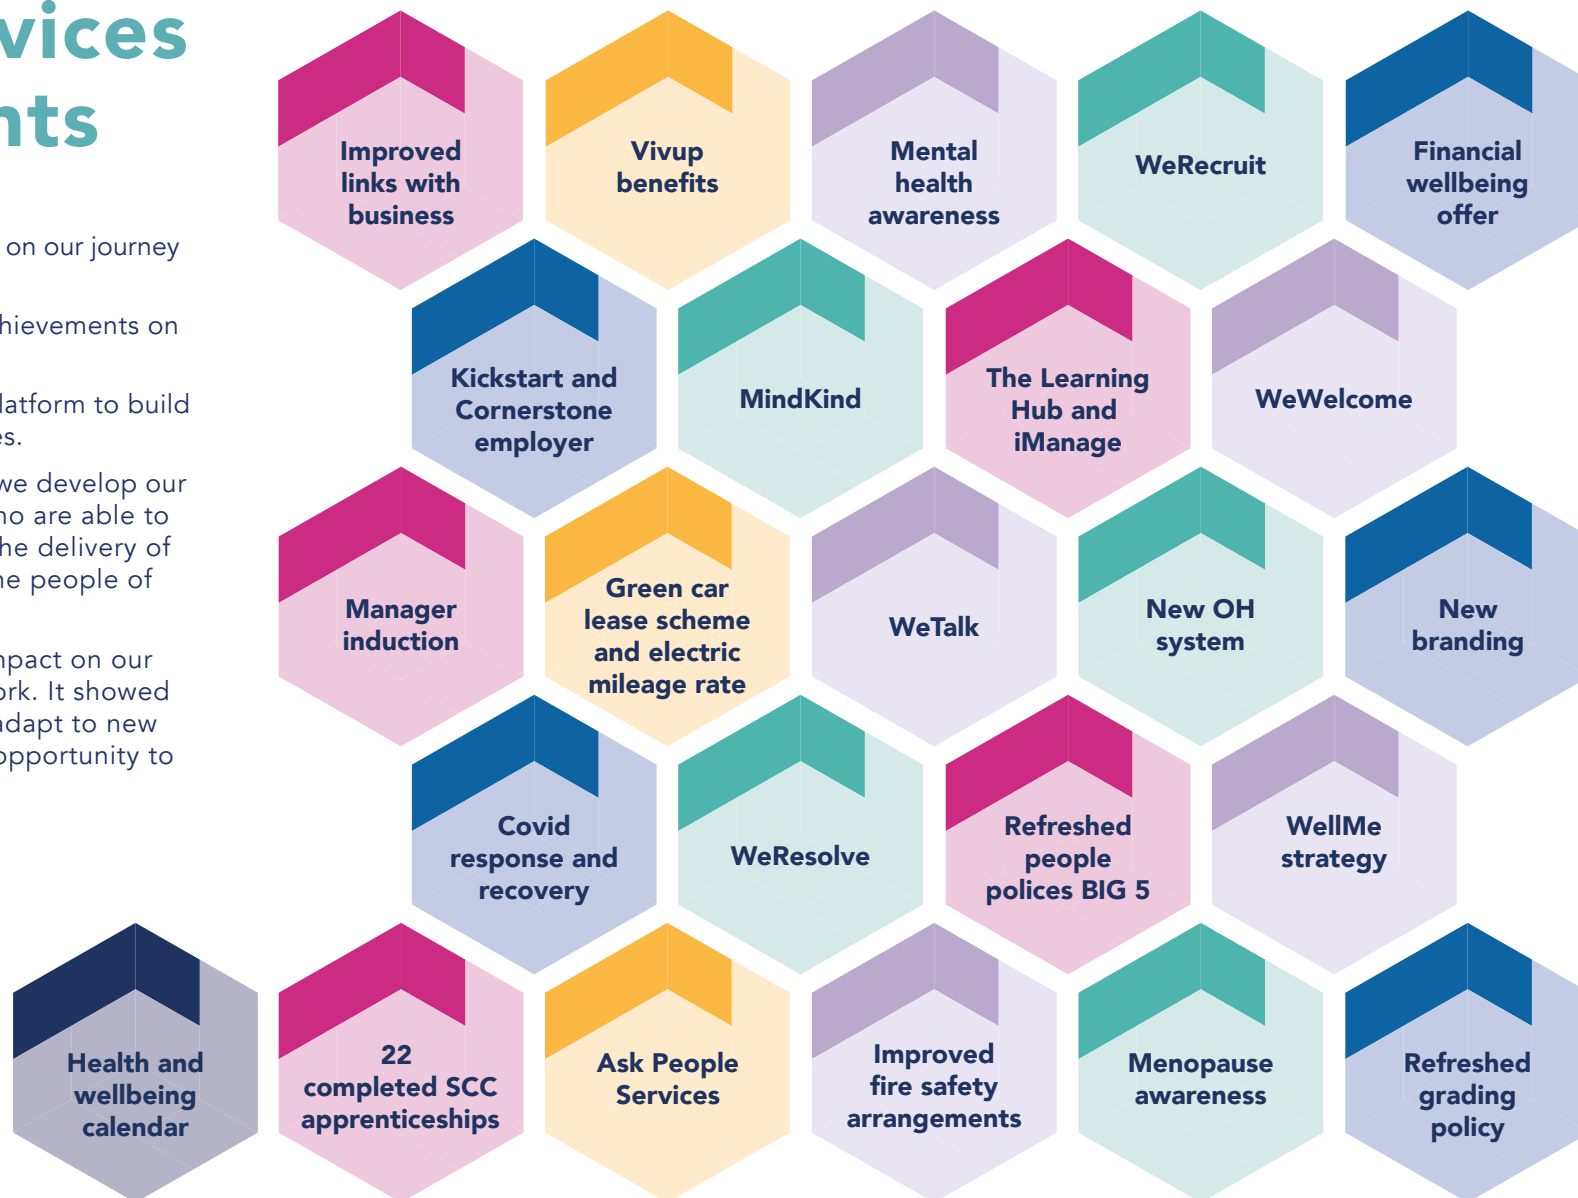 vices
nts
on our journey
hievements on
latform to build
es.
we develop our
ho are able to
he delivery of
he people of
mpact on our
ork. It showed
adapt to new
opportunity to
Improved
links with
business
Vivup
benefits
Mental
health
awareness
WeRecruit
Financial
wellbeing
offer
Kickstart and
Cornerstone
employer
MindKind
The Learning
Hub and
iManage
WeWelcome
Manager
induction
Green car
lease scheme
and electric
mileage rate
WeTalk
New OH
system
New
branding
Covid
response and
recovery
WeResolve
Refreshed
people
polices BIG 5
WellMe
strategy
Health and
wellbeing
calendar
22
completed SCC
apprenticeships
Ask People
Services
Improved
fire safety
arrangements
Menopause
awareness
Refreshed
grading
policy